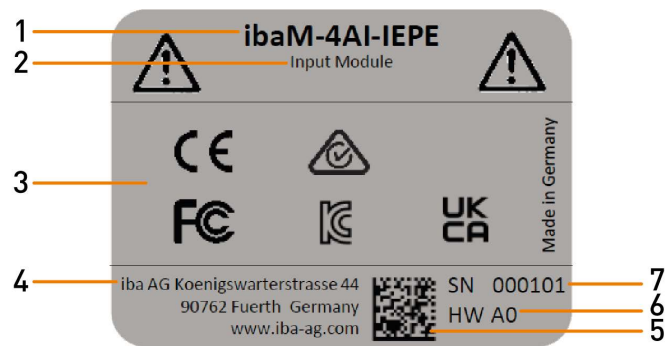 1
ibaM-4AI-IEPE
2
Input Module
3
CE
FC
UK
CA
Made in Germany
4
iba AG Koenigswarterstrasse 44
90762 Fuerth Germany
www.iba-ag.com
SN 000101
7
HW A0
6
5